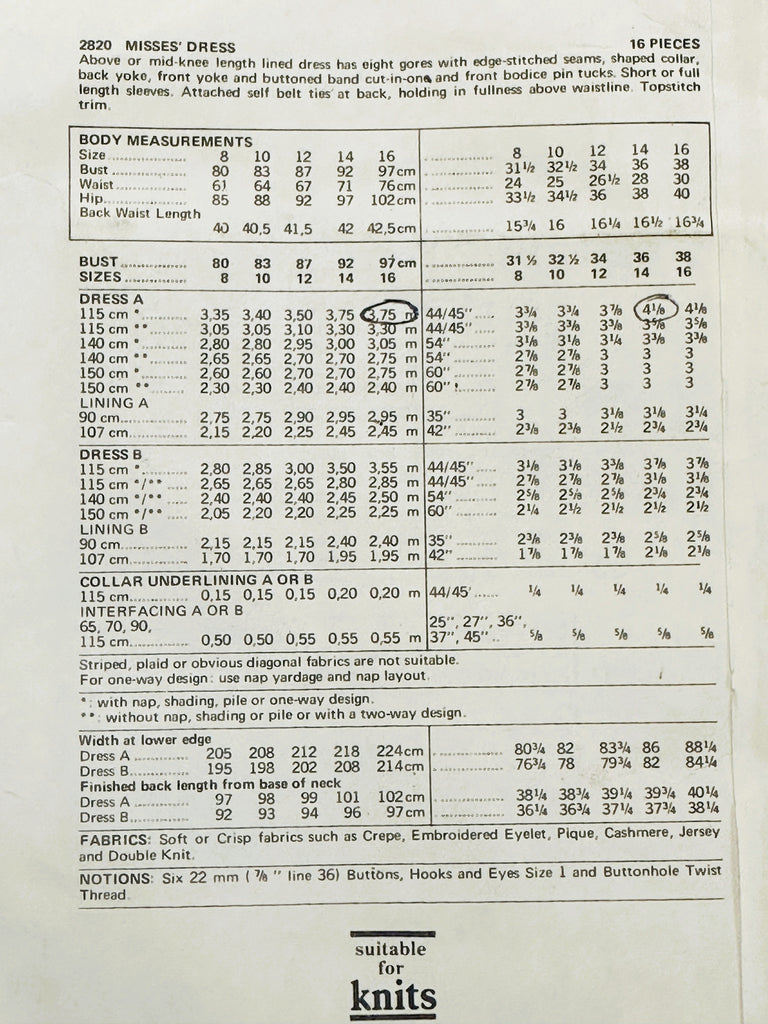 2820 MISSES' DRESS 16 PIECES
Above or mid-knee length lined dress has eight gores with edge-stitched seams, shaped collar,
back yoke, front yoke and buttoned band cut-in-one, and front bodice pin tucks. Short or full
length sleeves. Attached self belt ties at back, holding in fullness above waistline. Topstitch
trim.
BODY MEASUREMENTS
Size 8 10 12 14 16 8 10 12 14 16
Bust 80 83 87 92 97cm 31½ 32½ 34 36 38
Waist 61 64 67 71 76cm 24 25 26½ 28 30
Hip 85 88 92 97 102cm 33½ 34½ 36 38 40
Back Waist Length
40 40,5 41,5 42 42,5cm 15¾ 16 16¼ 16½ 16¾
BUST 80 83 87 92 97cm 31 ½ 32 ½ 34 36 38
SIZES 8 10 12 14 16 8 10 12 14 16
DRESS A
115 cm * 3,35 3,40 3,50 3,75 3,75 m 44/45" 3¾ 3¾ 3⅞ 4⅛ 4⅛
115 cm ** 3,05 3,05 3,10 3,30 3,30 m 44/45" 3⅜ 3⅜ 3⅜ 3⅝ 3⅝
140 cm * 2,80 2,80 2,95 3,00 3,05 m 54" 3⅛ 3⅛ 3¼ 3⅜ 3⅜
140 cm ** 2,65 2,65 2,70 2,70 2,75 m 54" 2⅞ 2⅞ 3 3 3
150 cm * 2,60 2,60 2,70 2,70 2,75 m 60" 2⅞ 2⅞ 3 3 3
150 cm ** 2,30 2,30 2,40 2,40 2,40 m 60" 2⅞ 2⅞ 3 3 3
LINING A
90 cm 2,75 2,75 2,90 2,95 2,95 m 35" 3 3 3⅛ 3⅛ 3¼
107 cm 2,15 2,20 2,25 2,45 2,45 m 42" 2⅜ 2⅜ 2½ 2¾ 2¾
DRESS B
115 cm * 2,80 2,85 3,00 3,50 3,55 m 44/45" 3⅛ 3⅛ 3⅜ 3⅞ 3⅞
115 cm */** 2,65 2,65 2,65 2,80 2,85 m 44/45" 2⅞ 2⅞ 2⅞ 3⅛ 3⅛
140 cm */** 2,40 2,40 2,40 2,45 2,50 m 54" 2⅝ 2⅝ 2⅝ 2¾ 2¾
150 cm */** 2,05 2,20 2,20 2,25 2,25 m 60" 2¼ 2½ 2½ 2½ 2½
LINING B
90 cm 2,15 2,15 2,15 2,40 2,40 m 35" 2⅜ 2⅜ 2⅜ 2⅝ 2⅝
107 cm 1,70 1,70 1,70 1,95 1,95 m 42" 1⅞ 1⅞ 1⅞ 2⅛ 2⅛
COLLAR UNDERLINING A OR B
115 cm 0,15 0,15 0,15 0,20 0,20 m 44/45' ¼ ¼ ¼ ¼ ¼
INTERFACING A OR B
65, 70, 90, 25", 27", 36",
115 cm 0,50 0,50 0,55 0,55 0,55 m 37", 45" ⅝ ⅝ ⅝ ⅝ ⅝
Striped, plaid or obvious diagonal fabrics are not suitable.
For one-way design: use nap yardage and nap layout.
*: with nap, shading, pile or one-way design.
**: without nap, shading or pile or with a two-way design.
Width at lower edge
Dress A 205 208 212 218 224cm 80¾ 82 83¾ 86 88¼
Dress B 195 198 202 208 214cm 76¾ 78 79¾ 82 84¼
Finished back length from base of neck
Dress A 97 98 99 101 102cm 38¼ 38¾ 39¼ 39¾ 40¼
Dress B 92 93 94 96 97cm 36¼ 36¾ 37¼ 37¾ 38¼
FABRICS: Soft or Crisp fabrics such as Crepe, Embroidered Eyelet, Pique, Cashmere, Jersey
and Double Knit.
NOTIONS: Six 22 mm ( ⅞ " line 36) Buttons, Hooks and Eyes Size 1 and Buttonhole Twist
Thread.
suitable
for
knits